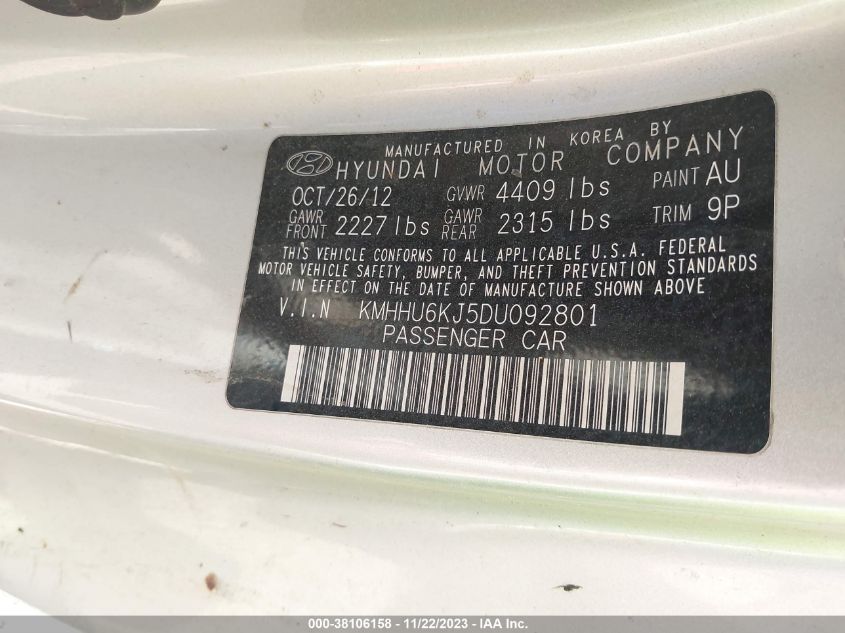 MANUFACTURED IN KOREA BY
HYUNDAI MOTOR COMPANY
OCT/26/12 GVWR 4409 lbs PAINT AU
GAWR FRONT 2227 lbs GAWR REAR 2315 lbs TRIM 9P
THIS VEHICLE CONFORMS TO ALL APPLICABLE U.S.A. FEDERAL
MOTOR VEHICLE SAFETY, BUMPER, AND THEFT PREVENTION STANDARDS
IN EFFECT ON THE DATE OF MANUFACTURE SHOWN ABOVE
V.I.N KMHHU6KJ5DU092801
PASSENGER CAR
000-38106158 - 11/22/2023 - IAA Inc.